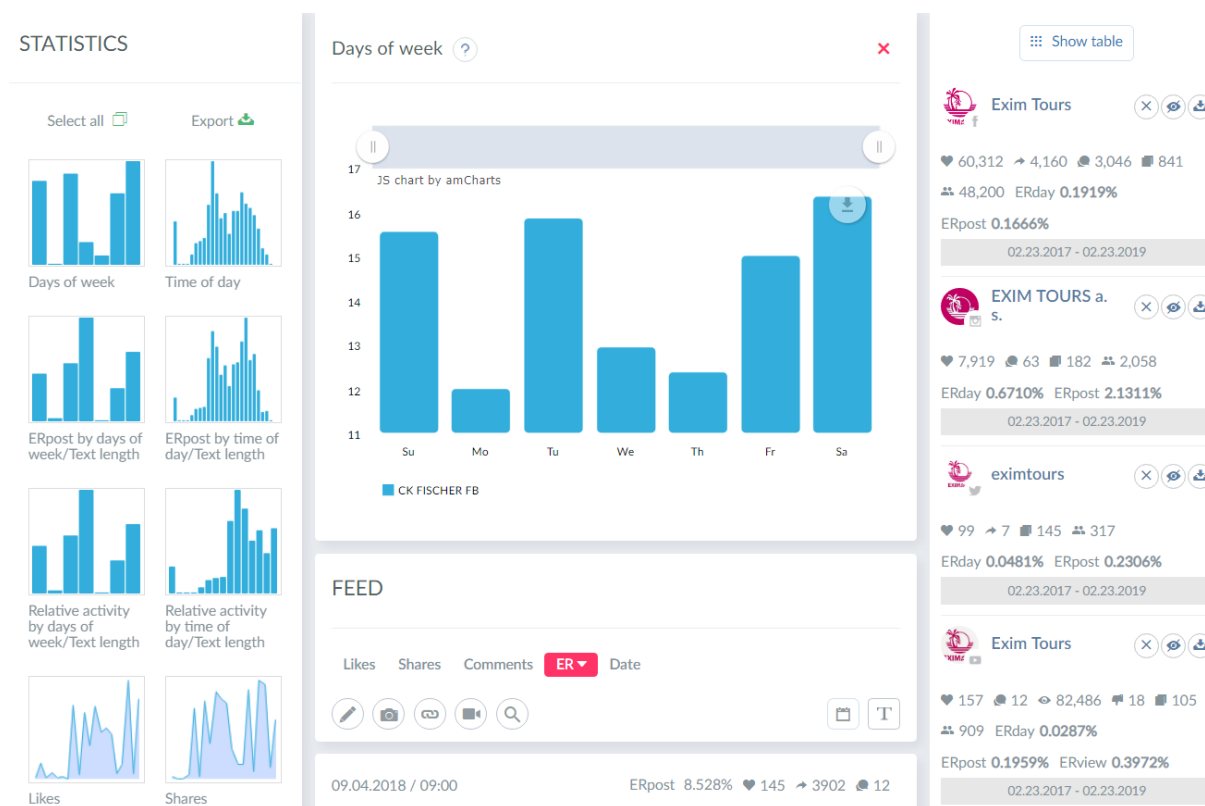 STATISTICS
Select all
Export
Days of week
Time of day
ERpost by days of
week/Text length
ERpost by time of
day/Text length
Relative activity
by days of
week/Text length
Relative activity
by time of
day/Text length
Likes
Shares
Days of week ?
17
JS chart by amCharts
16
15
14
13
12
11
Su Mo Tu We Th Fr Sa
CK FISCHER FB
FEED
Likes Shares Comments ER Date
T
09.04.2018 / 09:00 ERpost 8.528% 145 3902 12
Show table
Exim Tours
60,312 4,160 3,046 841
48,200 ERday 0.1919%
ERpost 0.1666%
02.23.2017 - 02.23.2019
EXIM TOURS a.
s.
7,919 63 182 2,058
ERday 0.6710% ERpost 2.1311%
02.23.2017 - 02.23.2019
eximtours
99 7 145 317
ERday 0.0481% ERpost 0.2306%
02.23.2017 - 02.23.2019
Exim Tours
157 12 82,486 18 105
909 ERday 0.0287%
ERpost 0.1959% ERview 0.3972%
02.23.2017 - 02.23.2019